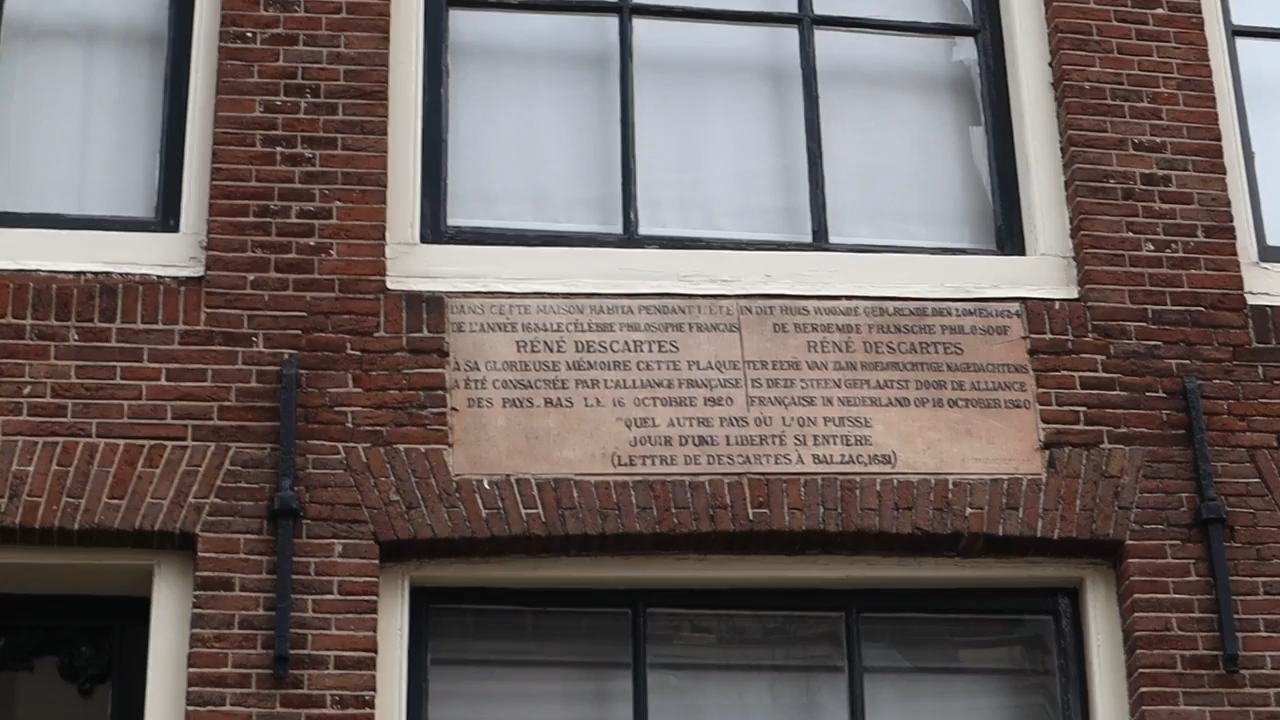 DANS CETTE MAISON HABITA PENDANT L'ÉTÉ
DE L'ANNÉE 1634 LE CÉLÈBRE PHILOSOPHE FRANÇAIS
RÉNÉ DESCARTES
À SA GLORIEUSE MÉMOIRE CETTE PLAQUE
A ÉTÉ CONSACRÉE PAR L'ALLIANCE FRANÇAISE
DES PAYS-BAS LE 16 OCTOBRE 1920
IN DIT HUIS WOONDE GEDURENDE DEN ZOMER 1634
DE BEROEMDE FRANSCHE PHILOSOOF
RÉNÉ DESCARTES
TER EERE VAN ZIJN ROEMRUCHTIGE NAGEDACHTENIS
IS DEZE STEEN GEPLAATST DOOR DE ALLIANCE
FRANÇAISE IN NEDERLAND OP 16 OCTOBER 1920
"QUEL AUTRE PAYS OÙ L'ON PUISSE
JOUIR D'UNE LIBERTÉ SI ENTIÈRE
(LETTRE DE DESCARTES À BALZAC, 1631)